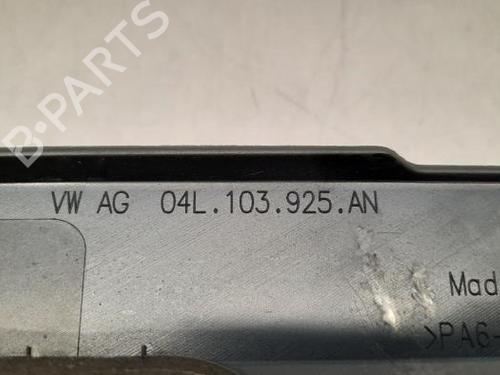 B-PARTS
VW AG 04L.103.925.AN
Mad
>PA6-